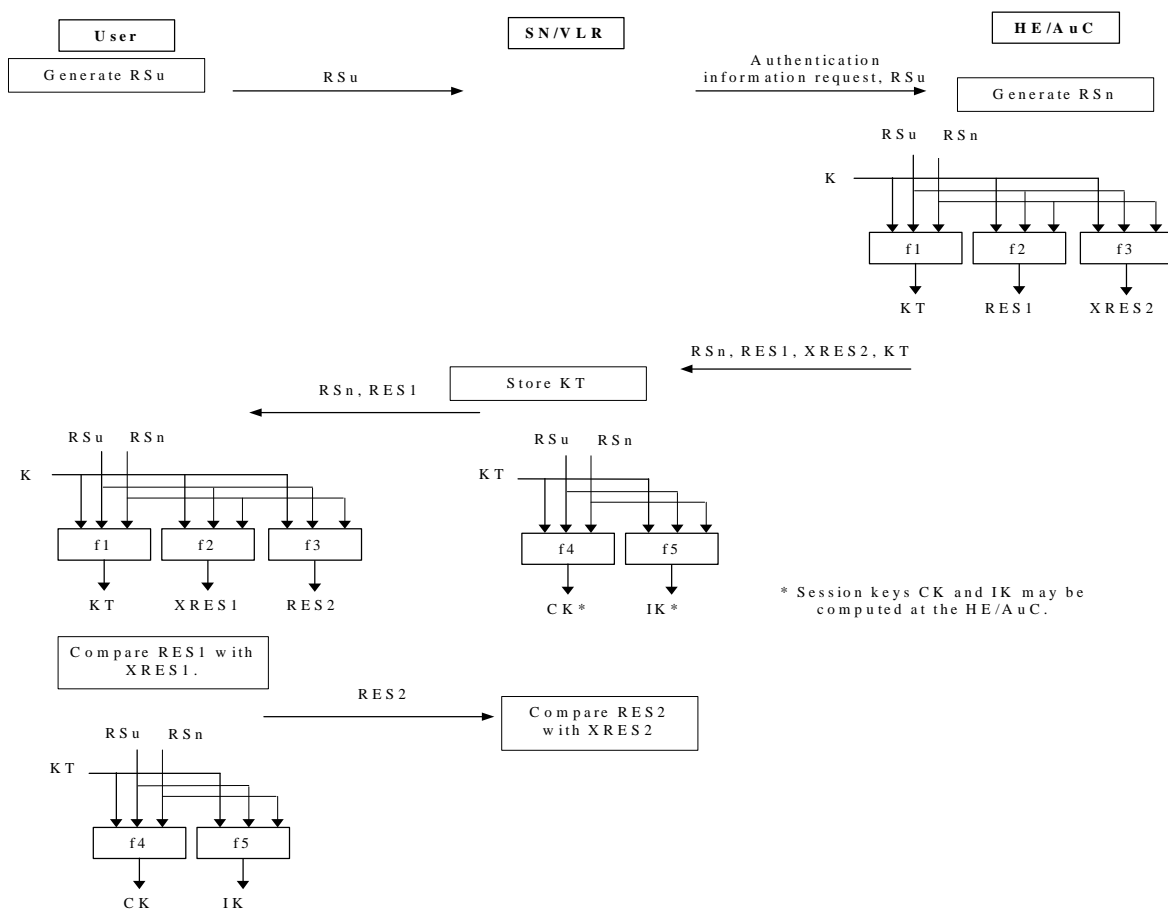 User
SN/VLR
HE/AuC
Generate RSu
RSu
Authentication
information request, RSu
Generate RSn
RSu RSn
K
f1 f2 f3
KT RES1 XRES2
RSn, RES1, XRES2, KT
Store KT
RSn, RES1
RSu RSn
K
f1 f2 f3
KT XRES1 RES2
RSu RSn
KT
f4 f5
CK* IK*
* Session keys CK and IK may be
computed at the HE/AuC.
Compare RES1 with
XRES1.
RES2
Compare RES2
with XRES2
RSu RSn
KT
f4 f5
CK IK